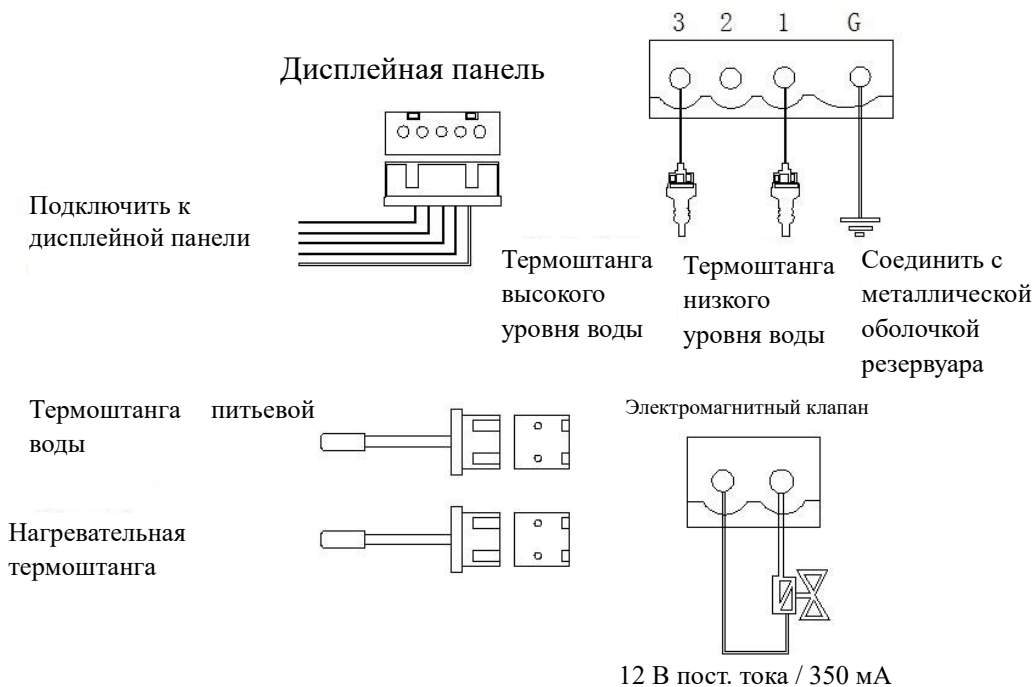 3 2 1 G
Дисплейная панель
Подключить к
дисплейной панели
Термоштанга
высокого
уровня воды
Термоштанга
низкого
уровня воды
Соединить с
металлической
оболочкой
резервуара
Термоштанга питьевой
воды
Электромагнитный клапан
Нагревательная
термоштанга
12 В пост. тока / 350 мА